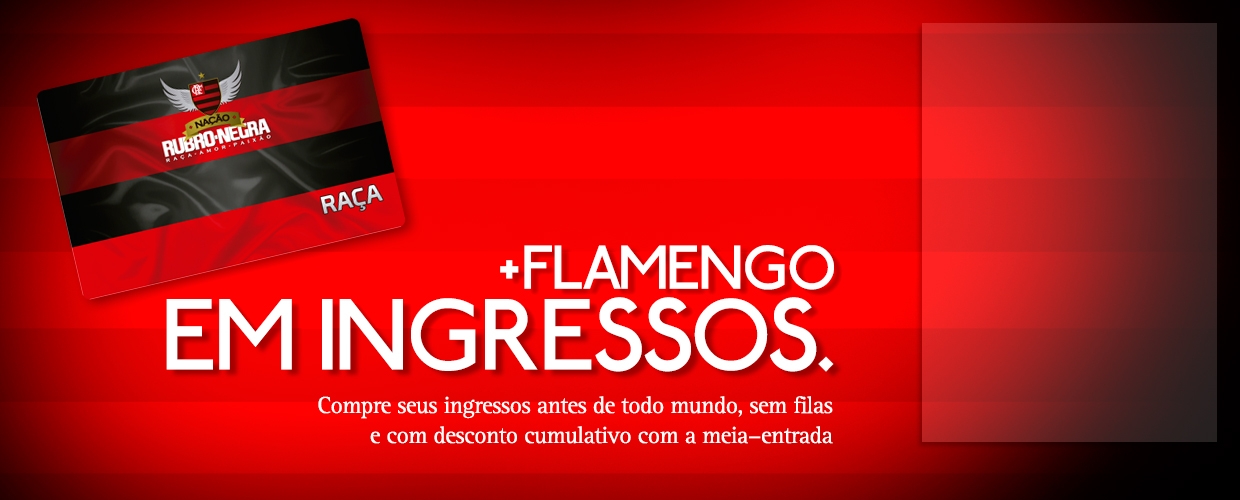 NAÇÃO
RUBRO-NEGRA
RAÇA·AMOR·PAIXÃO
RAÇA
+FLAMENGO
EM INGRESSOS.
Compre seus ingressos antes de todo mundo, sem filas
e com desconto cumulativo com a meia-entrada